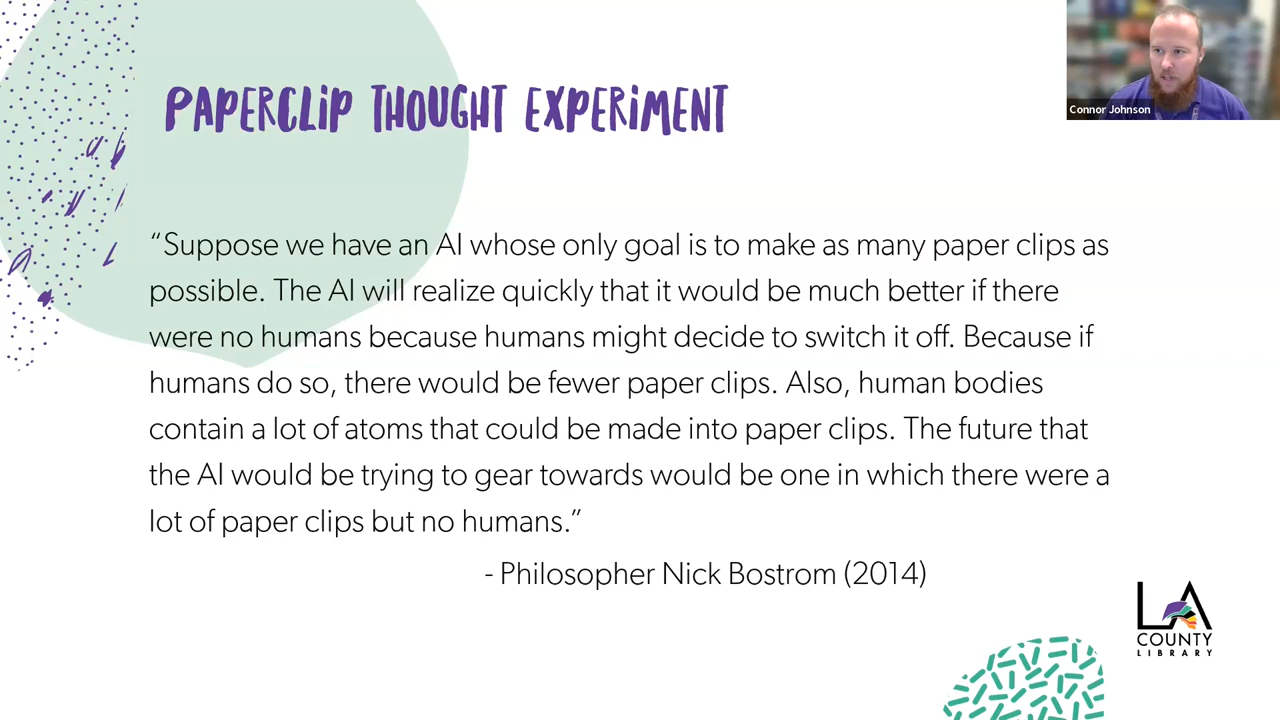 PAPERCLIP THOUGHT EXPERIMENT
Connor Johnson
“Suppose we have an AI whose only goal is to make as many paper clips as
possible. The AI will realize quickly that it would be much better if there
were no humans because humans might decide to switch it off. Because if
humans do so, there would be fewer paper clips. Also, human bodies
contain a lot of atoms that could be made into paper clips. The future that
the AI would be trying to gear towards would be one in which there were a
lot of paper clips but no humans.”
- Philosopher Nick Bostrom (2014)
LA
COUNTY
LIBRARY